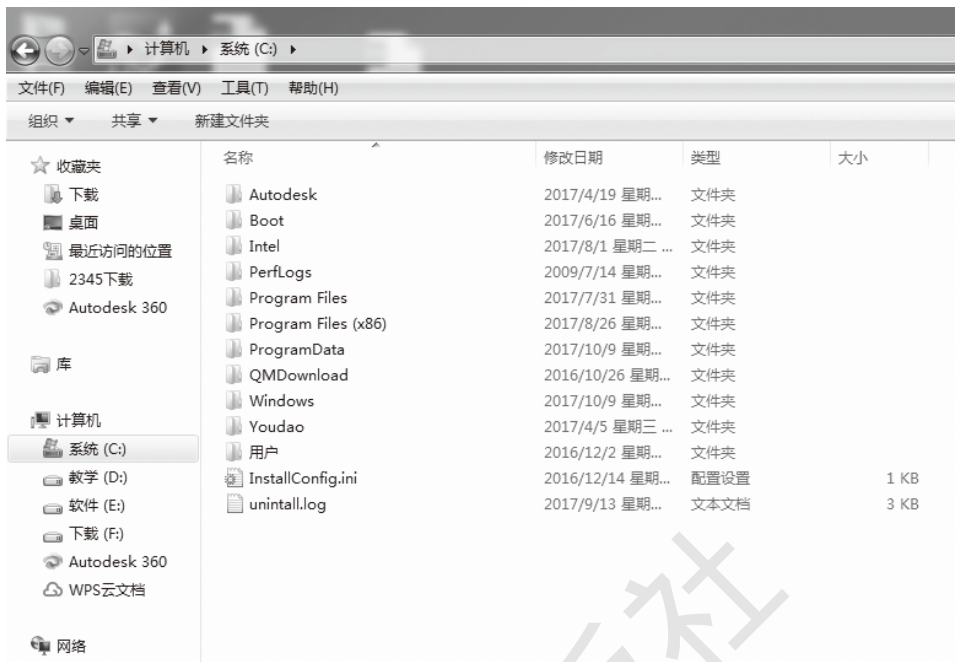 计算机 系统 (C:)
文件(F) 编辑(E) 查看(V) 工具(T) 帮助(H)
组织 共享 新建文件夹
收藏夹
下载
桌面
最近访问的位置
2345下载
Autodesk 360
库
计算机
系统 (C:)
教学 (D:)
软件 (E:)
下载 (F:)
Autodesk 360
WPS云文档
网络
名称 修改日期 类型 大小
Autodesk 2017/4/19 星期... 文件夹
Boot 2017/6/16 星期... 文件夹
Intel 2017/8/1 星期二 ... 文件夹
PerfLogs 2009/7/14 星期... 文件夹
Program Files 2017/7/31 星期... 文件夹
Program Files (x86) 2017/8/26 星期... 文件夹
ProgramData 2017/10/9 星期... 文件夹
QMDownload 2016/10/26 星期... 文件夹
Windows 2017/10/9 星期... 文件夹
Youdao 2017/4/5 星期三 ... 文件夹
用户 2016/12/2 星期... 文件夹
InstallConfig.ini 2016/12/14 星期... 配置设置 1 KB
unintall.log 2017/9/13 星期... 文本文档 3 KB
社